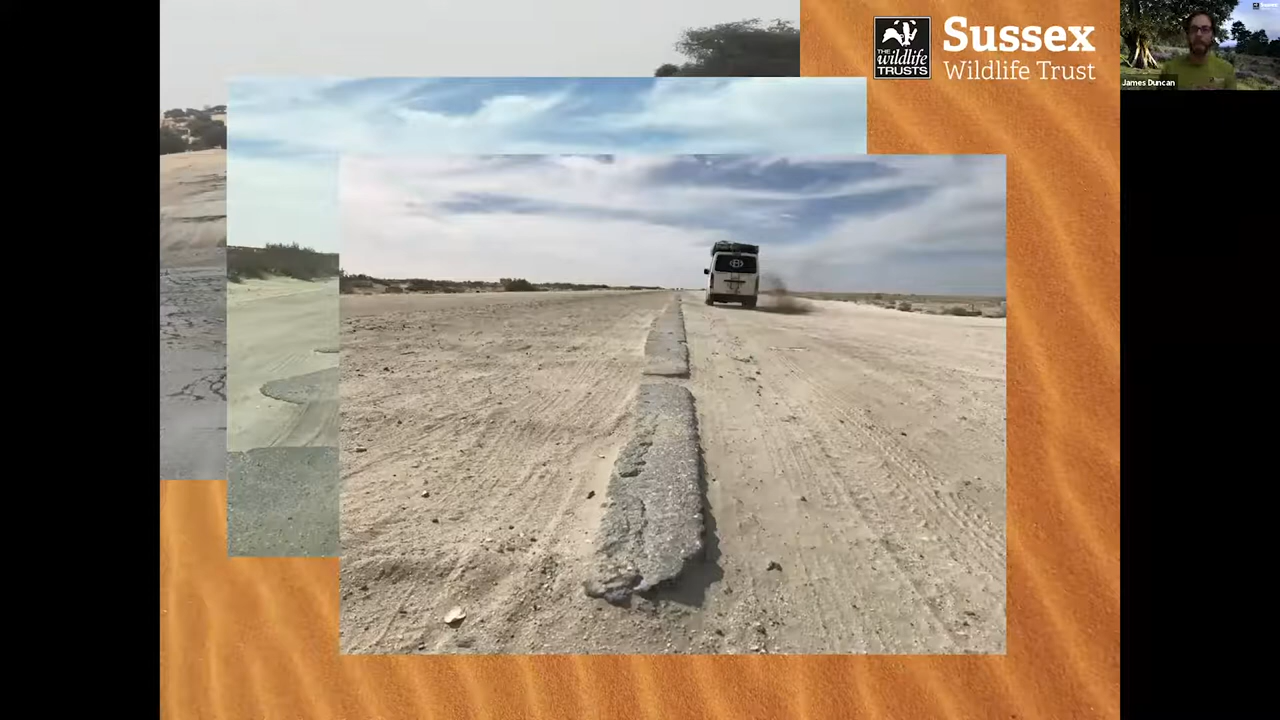 THE
wildlife
TRUSTS
Sussex
Wildlife Trust
James Duncan